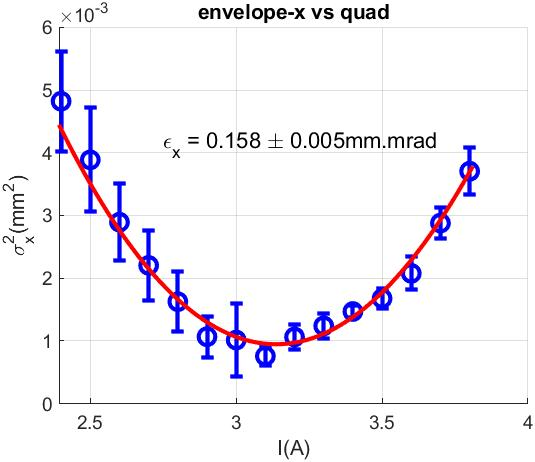 envelope-x vs quad
×10⁻³
6
5
4
3
2
1
0
σₓ²(mm²)
ϵₓ = 0.158 ± 0.005mm.mrad
2.5 3 3.5 4
I(A)